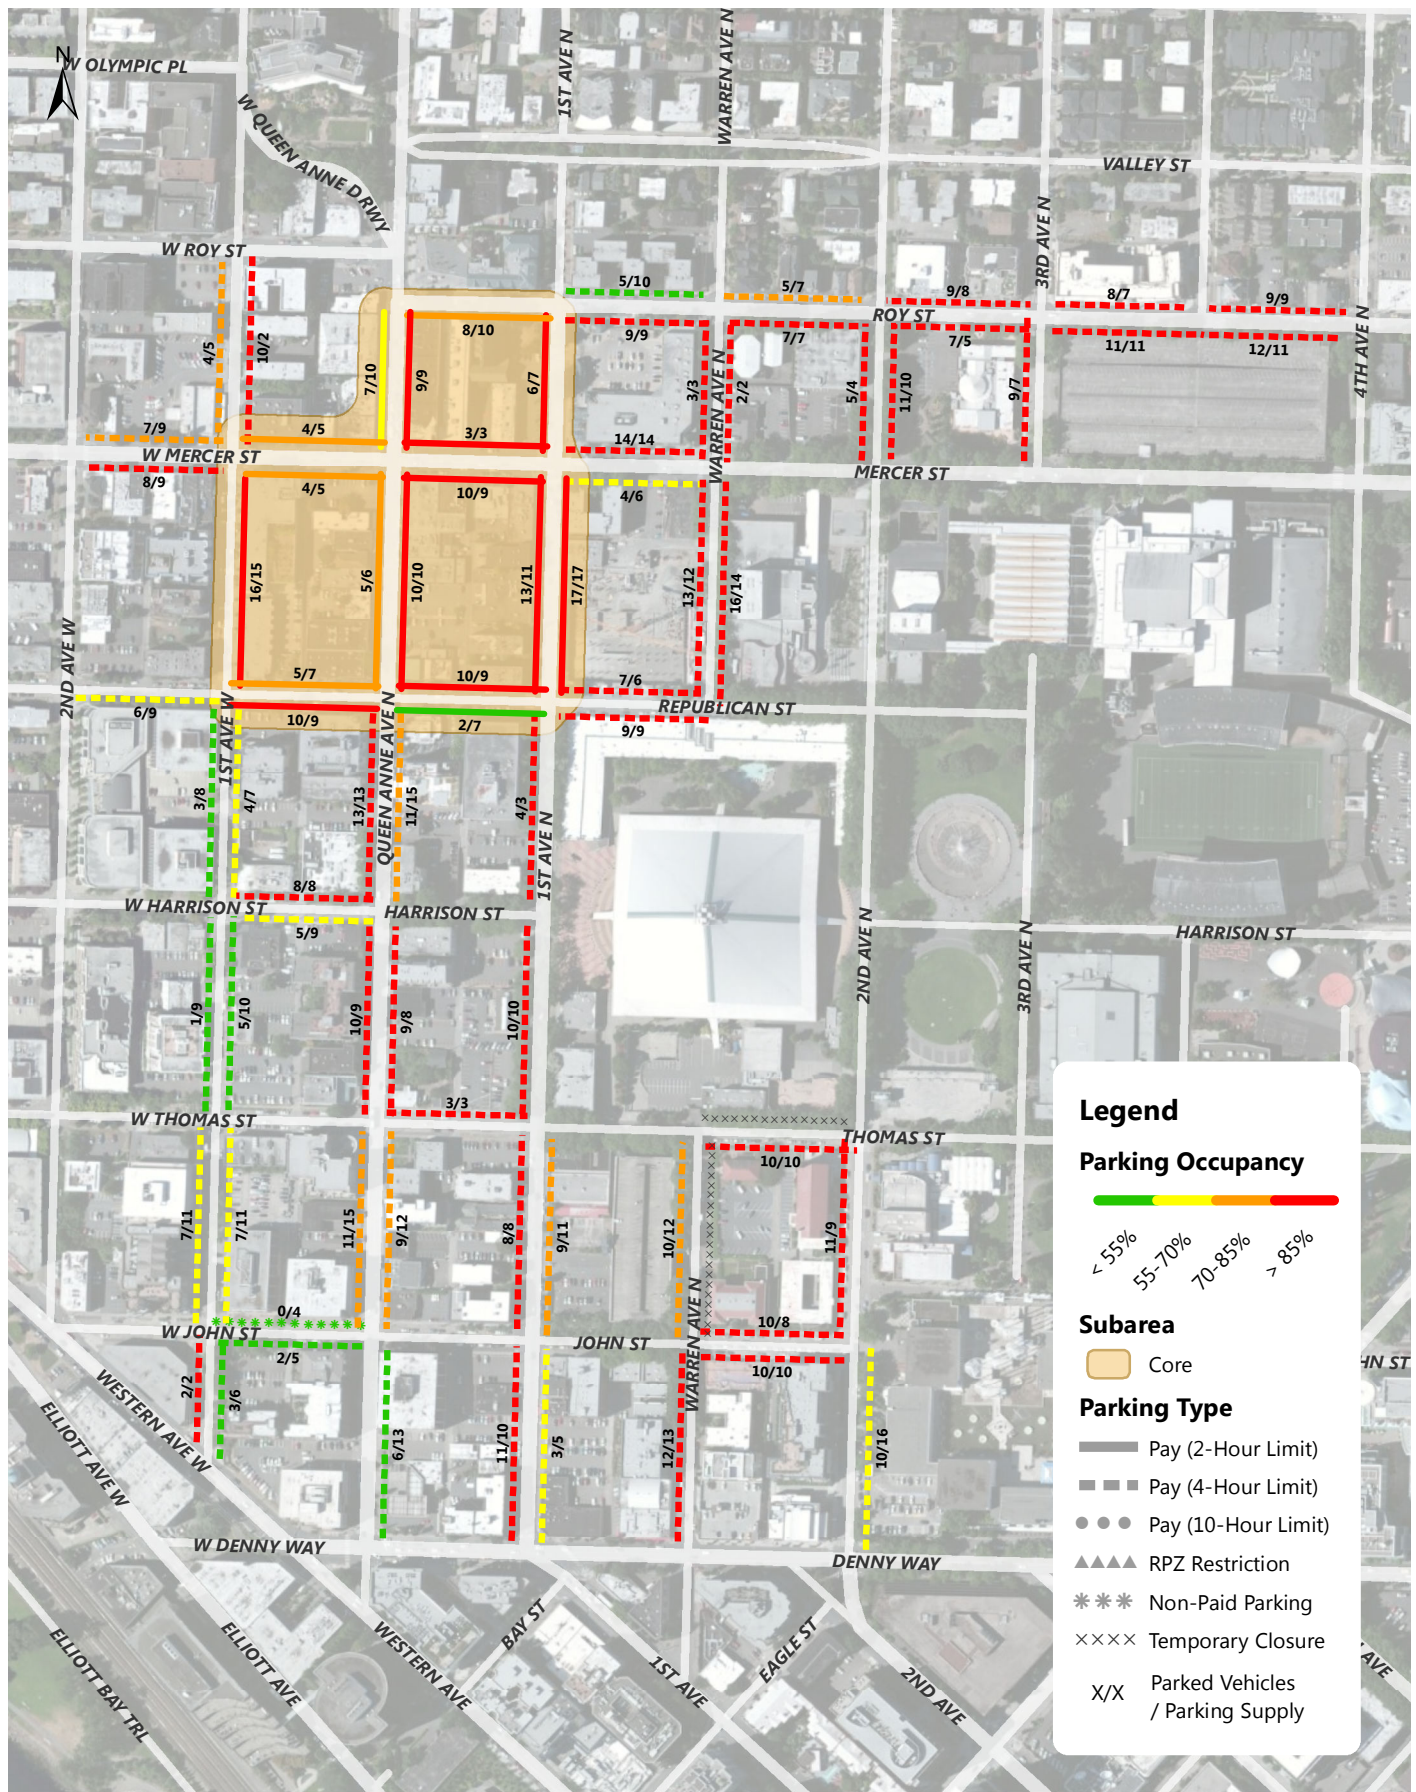 N
W OLYMPIC PL
W QUEEN ANNE DRWY
1ST AVE N
WARREN AVE N
VALLEY ST
W ROY ST
3RD AVE N
5/10
5/7
9/8
8/7
9/9
ROY ST
4/5
10/2
7/10
9/9
8/10
6/7
9/9
3/3
WARREN AVE N
2/2
7/7
5/4
11/10
7/5
9/7
11/11
12/11
4TH AVE N
7/9
4/5
3/3
14/14
W MERCER ST
MERCER ST
8/9
4/5
10/9
4/6
16/15
5/6
10/10
13/11
17/17
13/12
16/14
2ND AVE W
5/7
10/9
7/6
REPUBLICAN ST
6/9
1ST AVE W
10/9
QUEEN ANNE AVE N
2/7
9/9
3/8
4/7
13/13
11/15
4/3
1ST AVE N
8/8
W HARRISON ST
HARRISON ST
HARRISON ST
5/9
2ND AVE N
3RD AVE N
1/9
5/10
10/9
9/8
10/10
3/3
W THOMAS ST
THOMAS ST
10/10
7/11
7/11
11/15
9/12
8/8
9/11
10/12
11/9
WARREN AVE N
0/4
10/8
W JOHN ST
JOHN ST
HN ST
2/5
10/10
2/2
3/6
6/13
11/10
3/5
12/13
10/16
WESTERN AVE W
ELLIOTT AVE W
W DENNY WAY
DENNY WAY
ELLIOTT BAY TRL
ELLIOTT AVE
WESTERN AVE
BAY ST
1ST AVE
EAGLE ST
2ND AVE
AVE
Legend
Parking Occupancy
< 55%
55-70%
70-85%
> 85%
Subarea
Core
Parking Type
Pay (2-Hour Limit)
Pay (4-Hour Limit)
Pay (10-Hour Limit)
RPZ Restriction
Non-Paid Parking
Temporary Closure
X/X
Parked Vehicles
/ Parking Supply